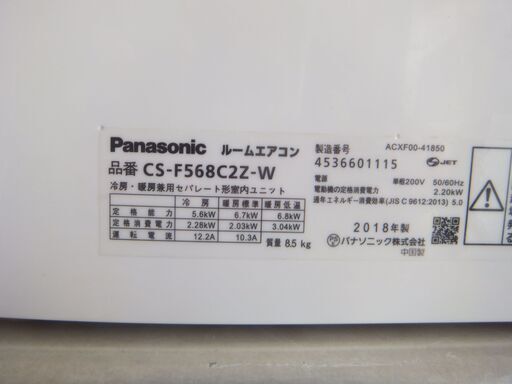 Panasonic ルームエアコン
品番 CS-F568C2Z-W
冷房・暖房兼用セパレート形室内ユニット
冷房 暖房標準 暖房低温
定格能力 5.6kW 6.7kW 6.8kW
定格消費電力 2.28kW 2.03kW 3.04kW
運転電流 12.2A 10.3A
質量 8.5 kg
ACXF00-41850
製造番号
4536601115 S JET
定格電圧 単相200V 50/60Hz
電動機の定格消費電力 2.20kW
通年エネルギー消費効率(JIS C 9612:2013) 5.0
2018年製
パナソニック株式会社
中国製